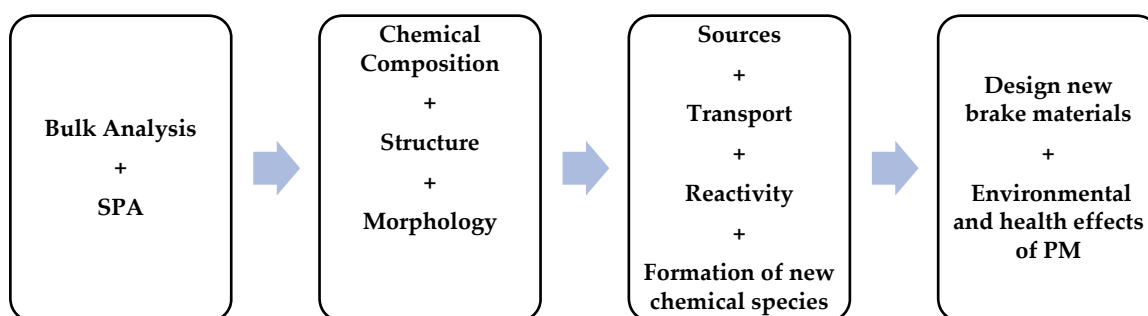 Bulk Analysis
+
SPA
Chemical
Composition
+
Structure
+
Morphology
Sources
+
Transport
+
Reactivity
+
Formation of new
chemical species
Design new
brake materials
+
Environmental
and health effects
of PM